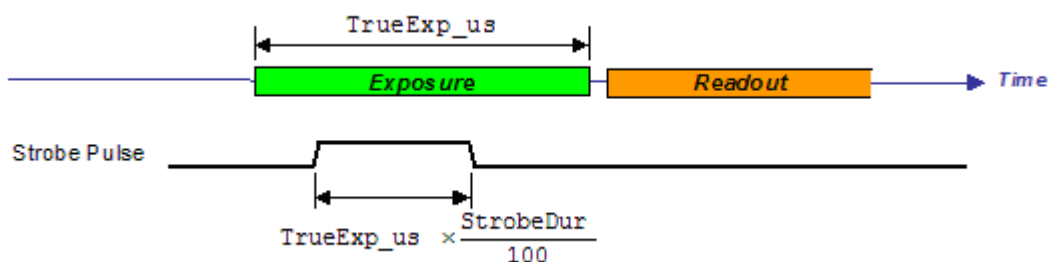 TrueExp_us
Exposure
Readout
Time
Strobe Pulse
TrueExp_us × StrobeDur
100